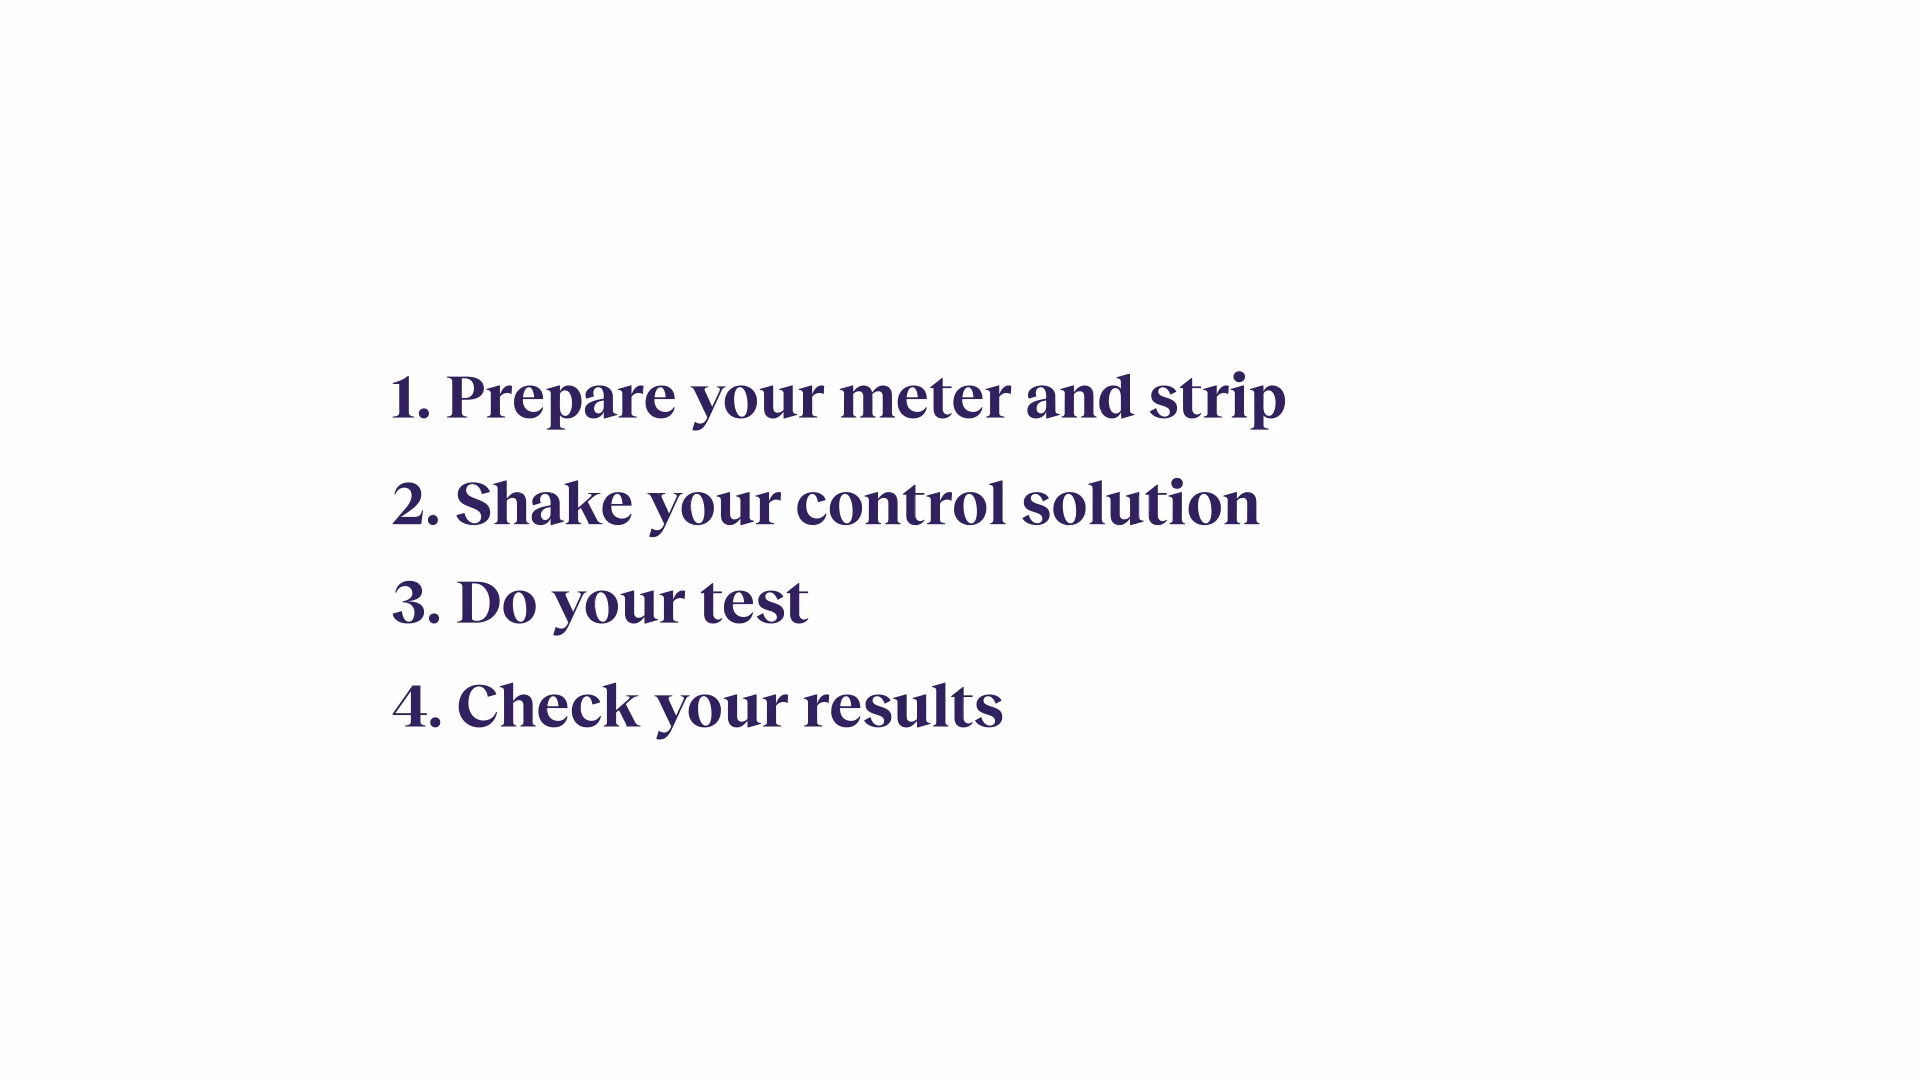 1. Prepare your meter and strip
2. Shake your control solution
3. Do your test
4. Check your results